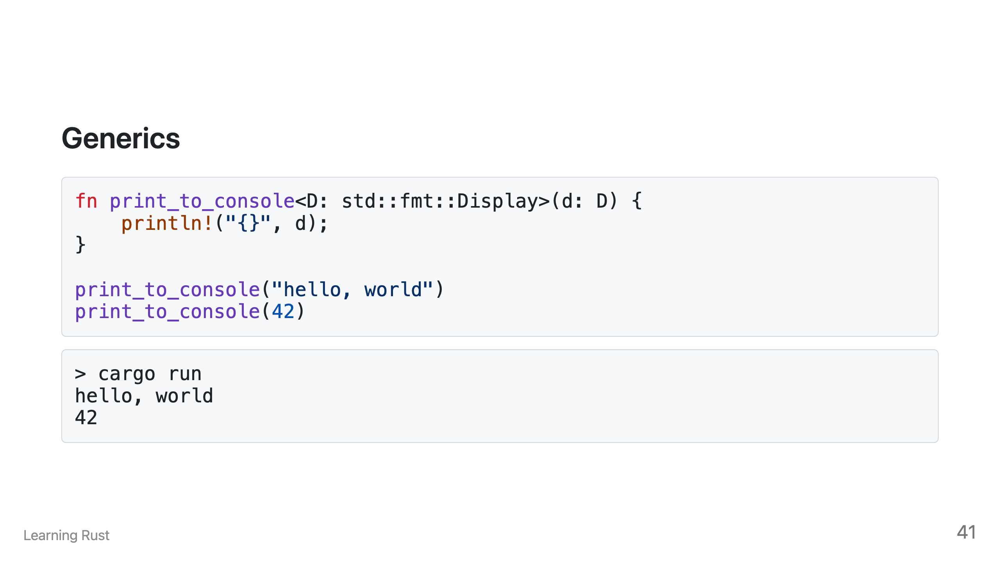 Generics
fn print_to_console<D: std::fmt::Display>(d: D) {
    println!("{}", d);
}
print_to_console("hello, world")
print_to_console(42)
> cargo run
hello, world
42
Learning Rust
41